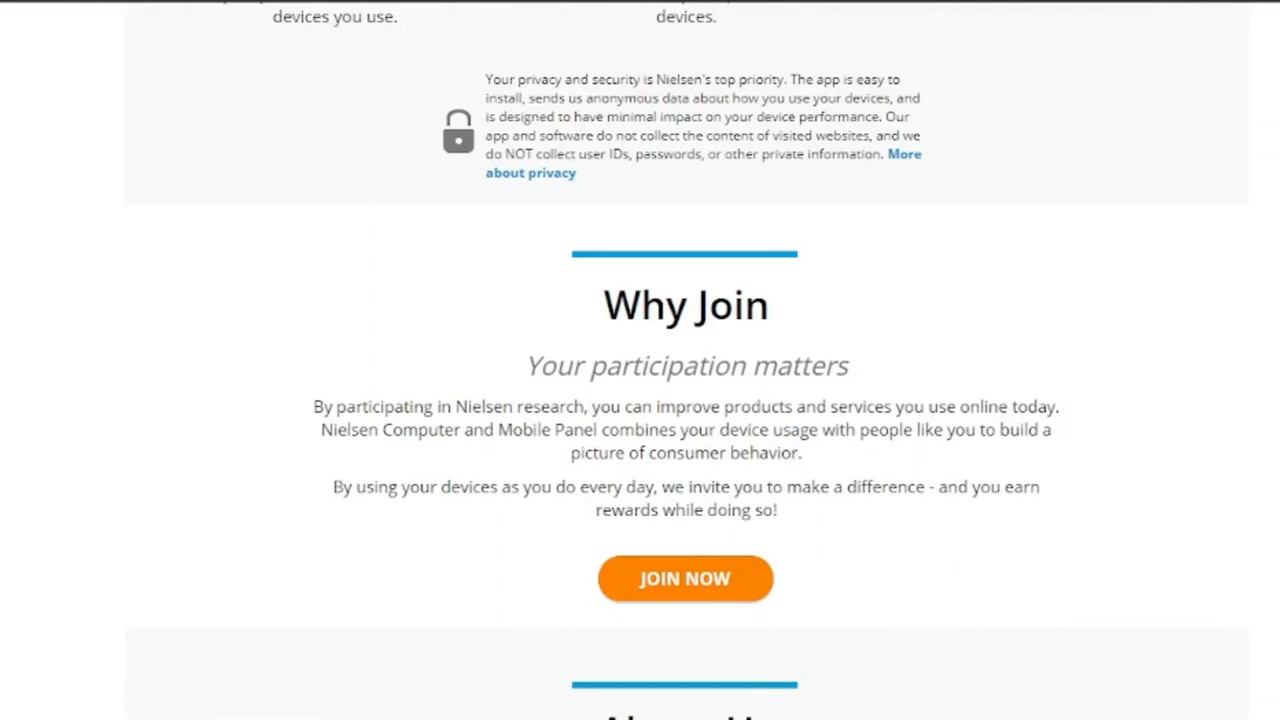 devices you use.
devices.
Your privacy and security is Nielsen's top priority. The app is easy to
install, sends us anonymous data about how you use your devices, and
is designed to have minimal impact on your device performance. Our
app and software do not collect the content of visited websites, and we
do NOT collect user IDs, passwords, or other private information. More
about privacy
Why Join
Your participation matters
By participating in Nielsen research, you can improve products and services you use online today.
Nielsen Computer and Mobile Panel combines your device usage with people like you to build a
picture of consumer behavior.
By using your devices as you do every day, we invite you to make a difference - and you earn
rewards while doing so!
JOIN NOW